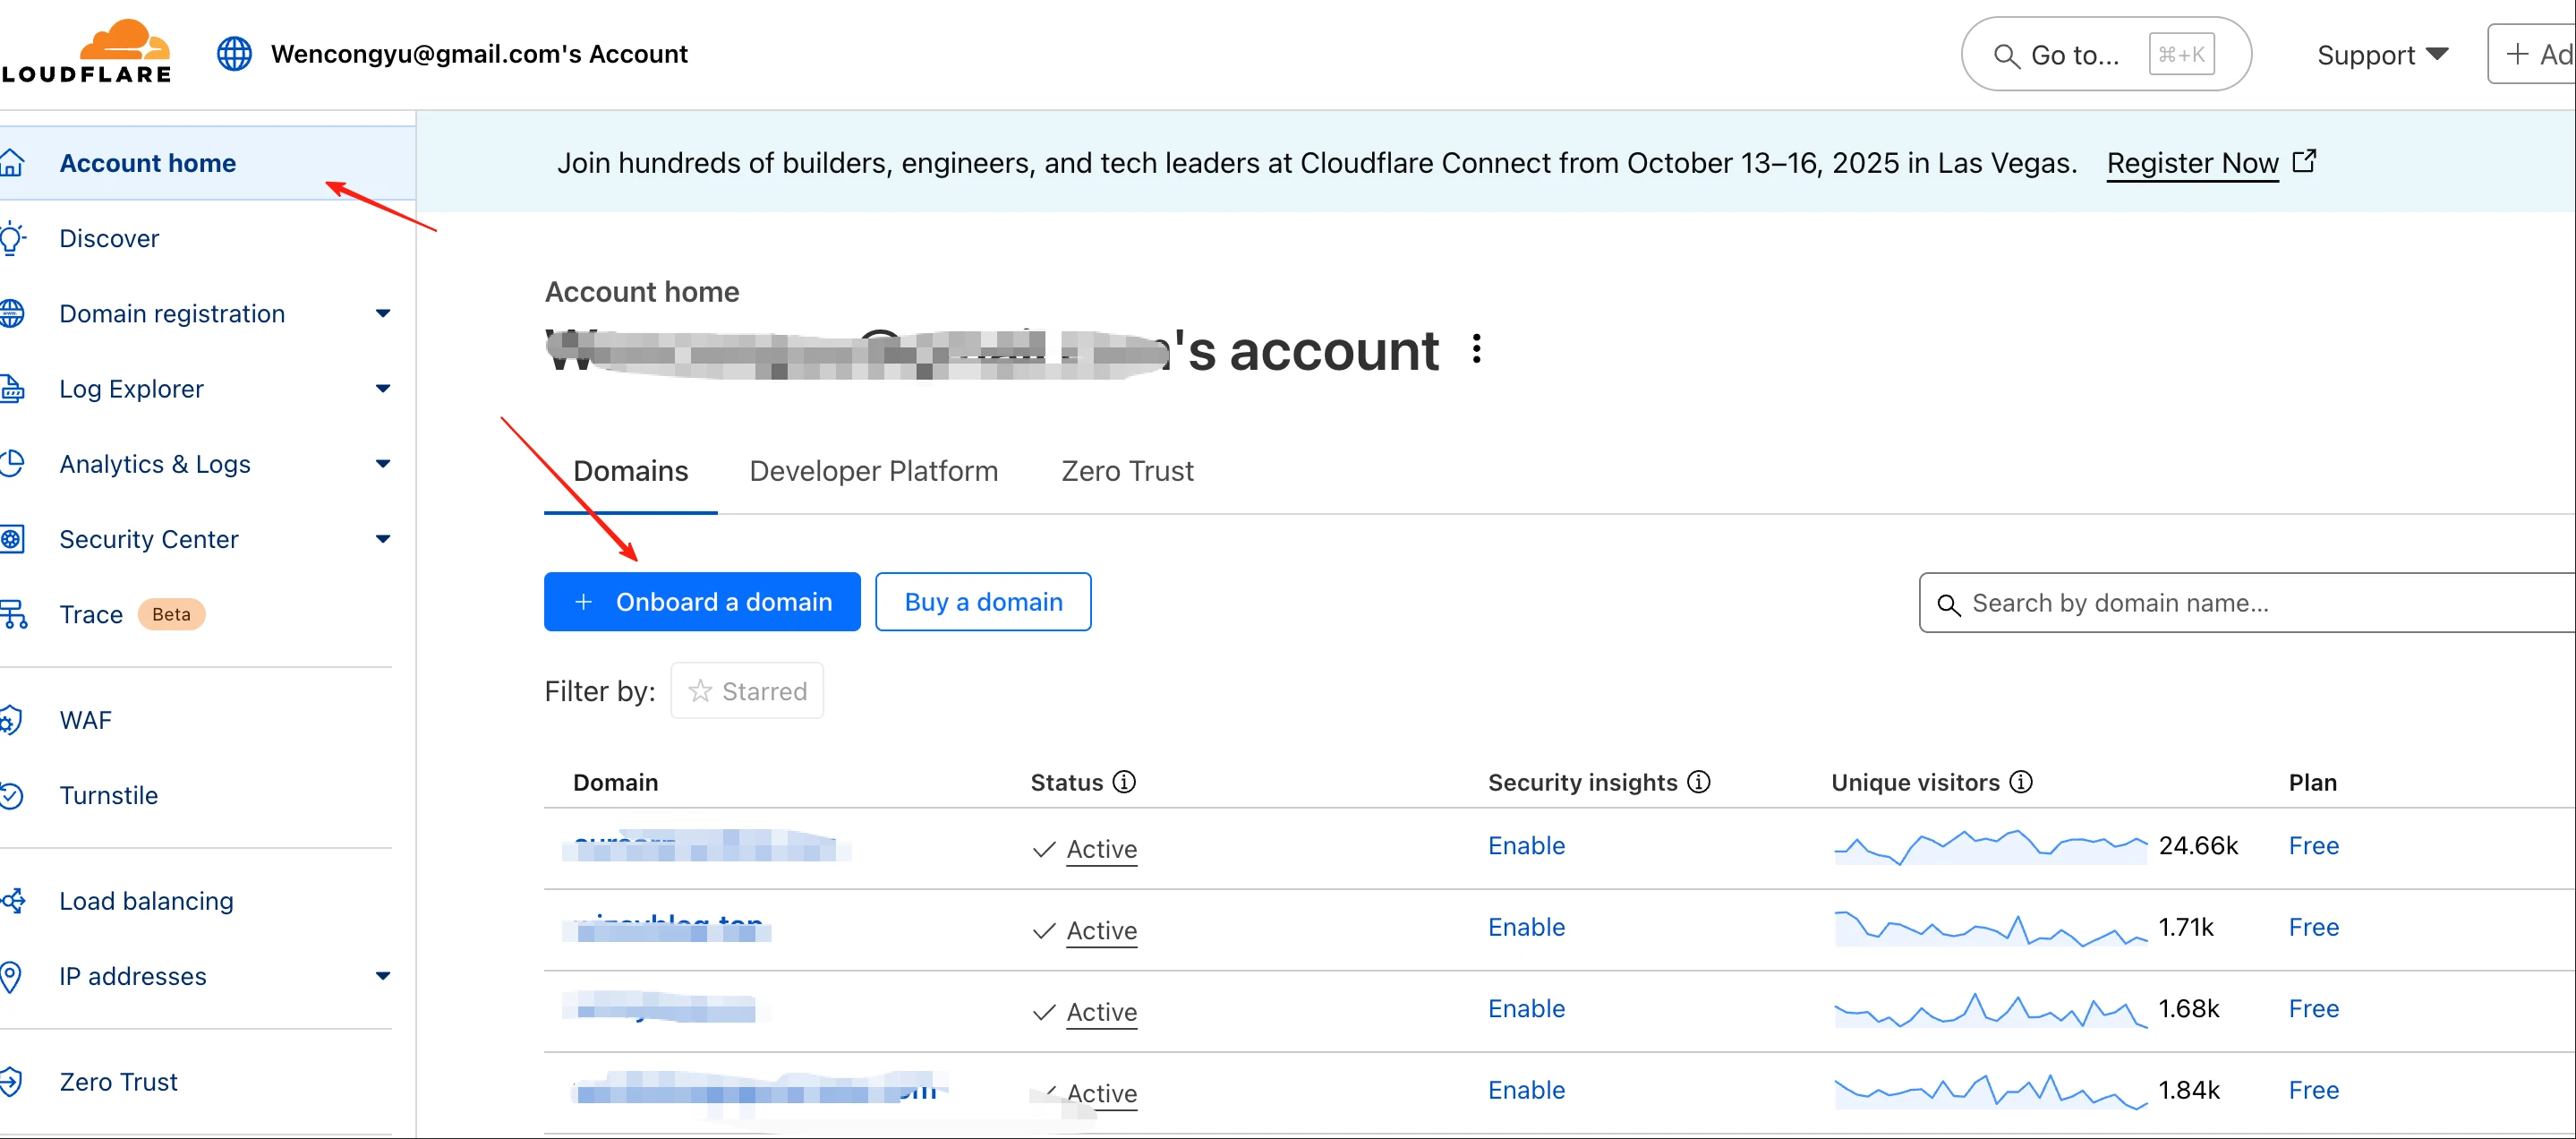 LOUDFLARE
Wencongyu@gmail.com's Account
Go to... ⌘+K
Support
+ Ad
Account home
Discover
Domain registration
Log Explorer
Analytics & Logs
Security Center
Trace Beta
WAF
Turnstile
Load balancing
IP addresses
Zero Trust
Join hundreds of builders, engineers, and tech leaders at Cloudflare Connect from October 13–16, 2025 in Las Vegas. Register Now
Account home
's account
Domains Developer Platform Zero Trust
+ Onboard a domain Buy a domain
Search by domain name...
Filter by: Starred
Domain Status Security insights Unique visitors Plan
Active Enable 24.66k Free
Active Enable 1.71k Free
Active Enable 1.68k Free
Active Enable 1.84k Free